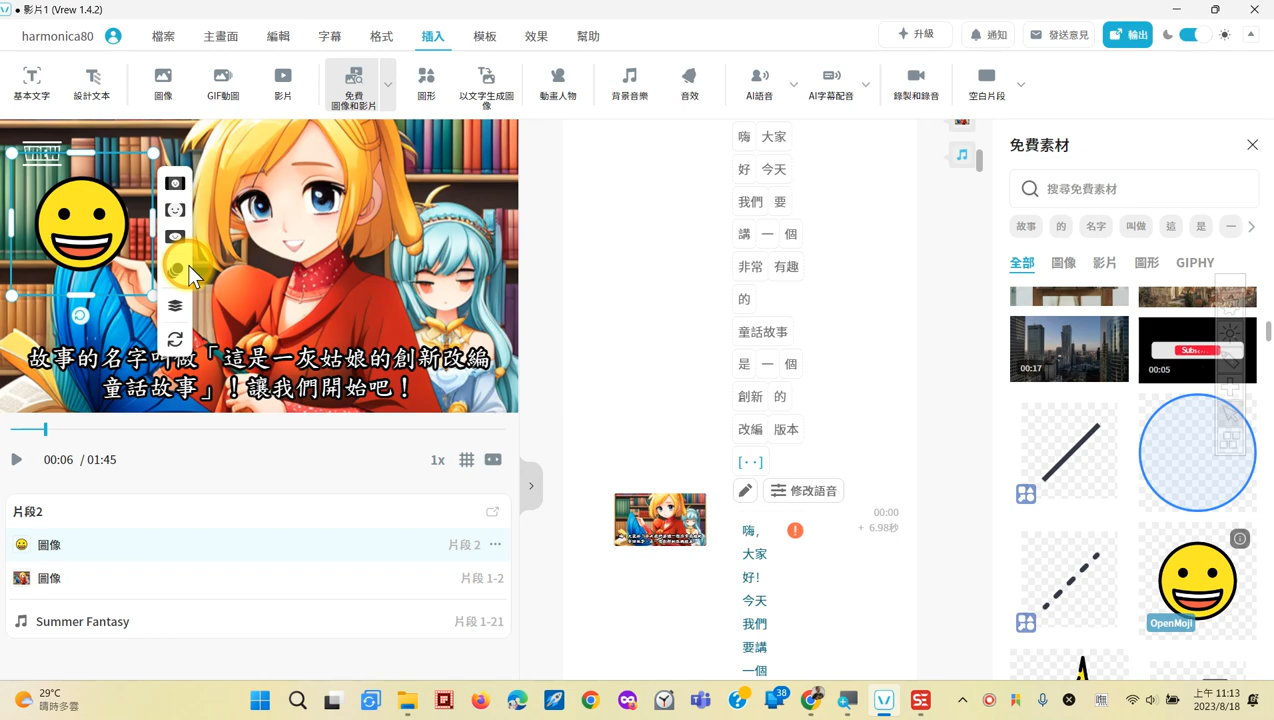 ● 影片1 (Vrew 1.4.2)
harmonica80
檔案
主畫面
編輯
字幕
格式
插入
模板
效果
幫助
升級
通知
發送意見
輸出
基本文字
設計文本
圖像
GIF動圖
影片
免費
圖像和影片
圖形
以文字生成圖
像
動畫人物
背景音樂
音效
AI語音
AI字幕配音
錄製和錄音
空白片段
VREW
故事的名字叫做「這是一灰姑娘的創新改編
童話故事」！讓我們開始吧！
00:06 / 01:45
1x
片段2
圖像
片段 2
圖像
片段 1-2
Summer Fantasy
片段 1-21
嗨 大家
好 今天
我們 要
講 一 個
非常 有趣
的
童話故事
是 一 個
創新 的
改編 版本
[··]
修改語音
00:00
+ 6.98秒
嗨,
大家
好!
今天
我們
要講
一個
免費素材
搜尋免費素材
故事
的
名字
叫做
這
是
一
全部
圖像
影片
圖形
GIPHY
00:17
Subs
00:05
OpenMoji
29°C
晴時多雲
38
上午 11:13
2023/8/18